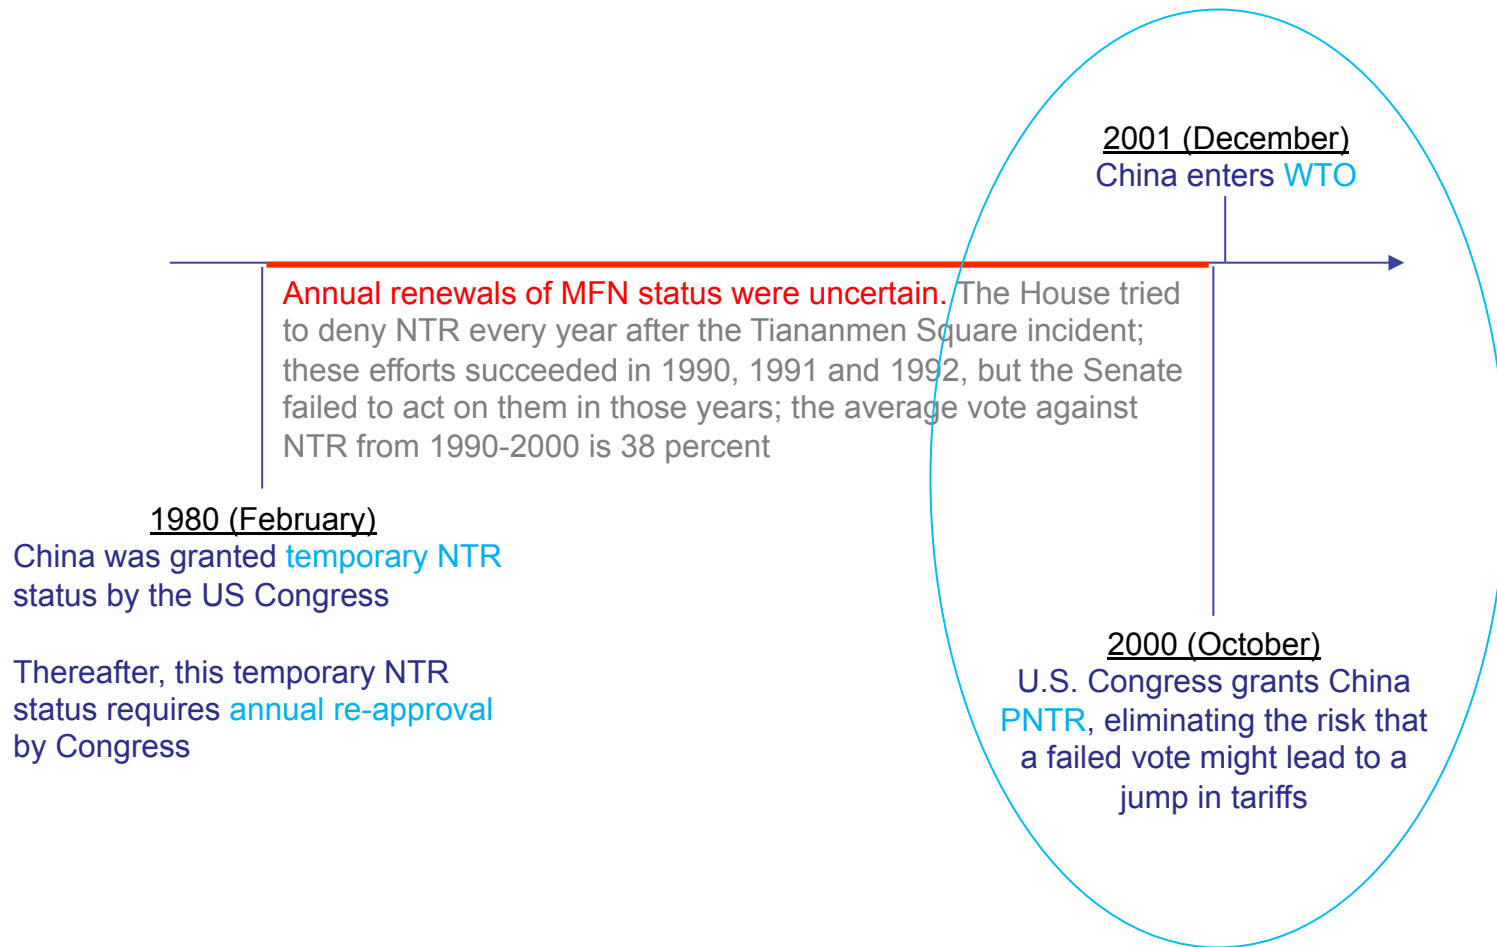 2001 (December)
China enters WTO
Annual renewals of MFN status were uncertain. The House tried
to deny NTR every year after the Tiananmen Square incident;
these efforts succeeded in 1990, 1991 and 1992, but the Senate
failed to act on them in those years; the average vote against
NTR from 1990-2000 is 38 percent
1980 (February)
China was granted temporary NTR
status by the US Congress
Thereafter, this temporary NTR
status requires annual re-approval
by Congress
2000 (October)
U.S. Congress grants China
PNTR, eliminating the risk that
a failed vote might lead to a
jump in tariffs